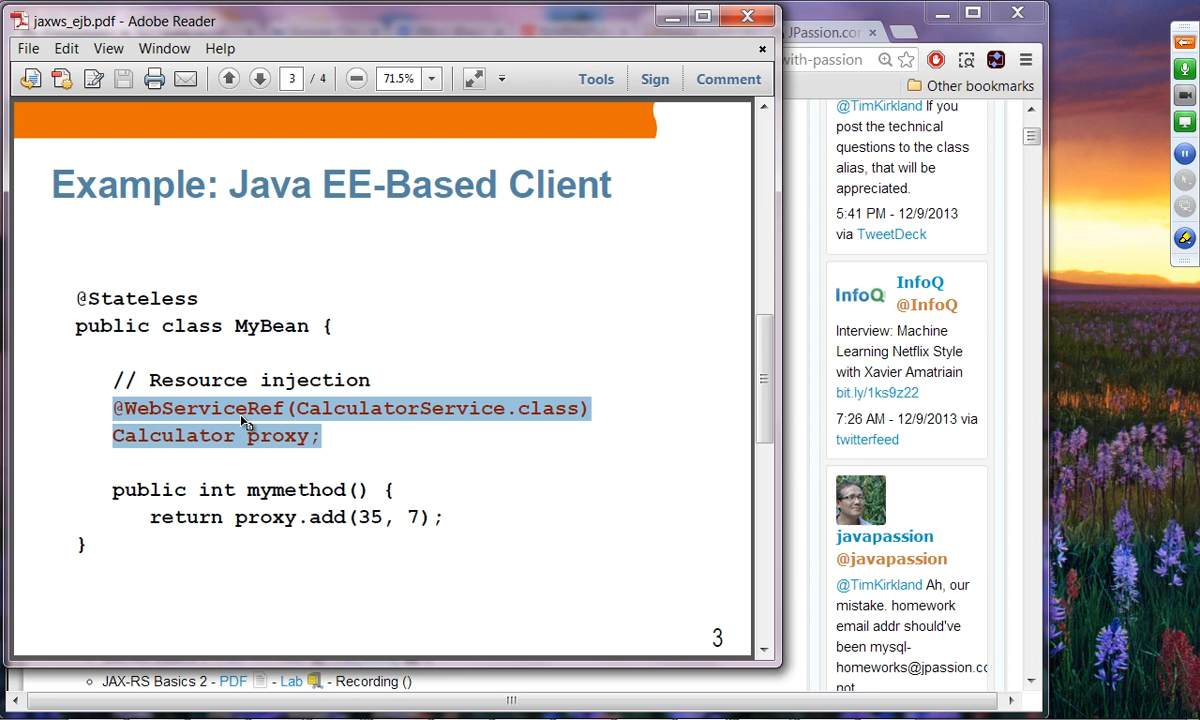 jaxws_ejb.pdf - Adobe Reader
File Edit View Window Help
3 / 4 71.5% Tools Sign Comment
Example: Java EE-Based Client
@Stateless
public class MyBean {
// Resource injection
@WebServiceRef(CalculatorService.class)
Calculator proxy;
public int mymethod() {
return proxy.add(35, 7);
}
3
JPassion.con
with-passion
Other bookmarks
@TimKirkland If you
post the technical
questions to the class
alias, that will be
appreciated.
5:41 PM - 12/9/2013
via TweetDeck
InfoQ
InfoQ
@InfoQ
Interview: Machine
Learning Netflix Style
with Xavier Amatriain
bit.ly/1ks9z22
7:26 AM - 12/9/2013 via
twitterfeed
javapassion
@javapassion
@TimKirkland Ah, our
mistake. homework
email addr should've
been mysql-
homeworks@jpassion.co
not
JAX-RS Basics 2 - PDF - Lab - Recording ()